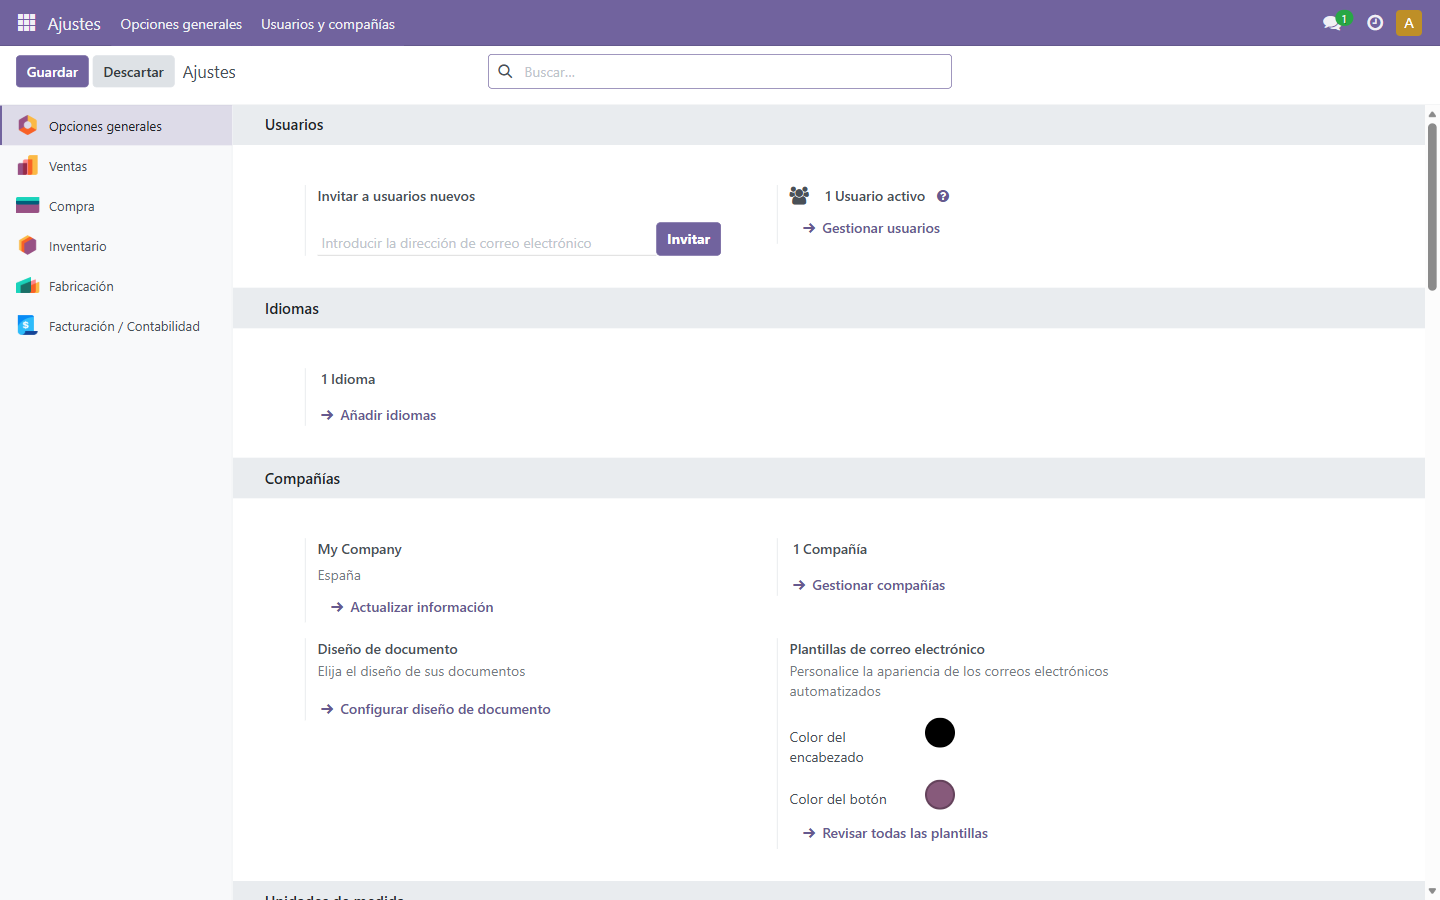 Ajustes
Opciones generales
Usuarios y compañías
1
A
Guardar
Descartar
Ajustes
Buscar...
Opciones generales
Ventas
Compra
Inventario
Fabricación
Facturación / Contabilidad
Usuarios
Invitar a usuarios nuevos
Introducir la dirección de correo electrónico
Invitar
1 Usuario activo
Gestionar usuarios
Idiomas
1 Idioma
Añadir idiomas
Compañías
My Company
España
Actualizar información
1 Compañía
Gestionar compañías
Diseño de documento
Elija el diseño de sus documentos
Configurar diseño de documento
Plantillas de correo electrónico
Personalice la apariencia de los correos electrónicos
automatizados
Color del
encabezado
Color del botón
Revisar todas las plantillas
Unidades de medida